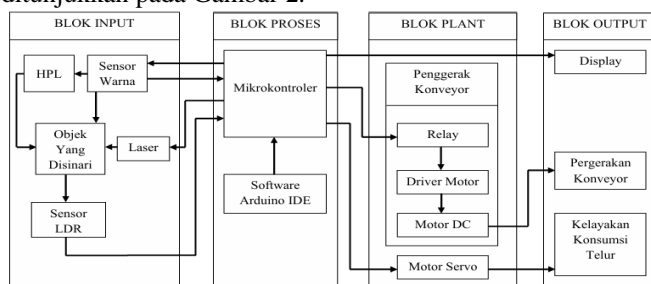 ditunjukkan pada Gambar 2.
BLOK INPUT
HPL
Sensor
Warna
Objek
Yang
Disinari
Laser
Sensor
LDR
BLOK PROSES
Mikrokontroler
Software
Arduino IDE
BLOK PLANT
Penggerak
Konveyor
Relay
Driver Motor
Motor DC
Motor Servo
BLOK OUTPUT
Display
Pergerakan
Konveyor
Kelayakan
Konsumsi
Telur